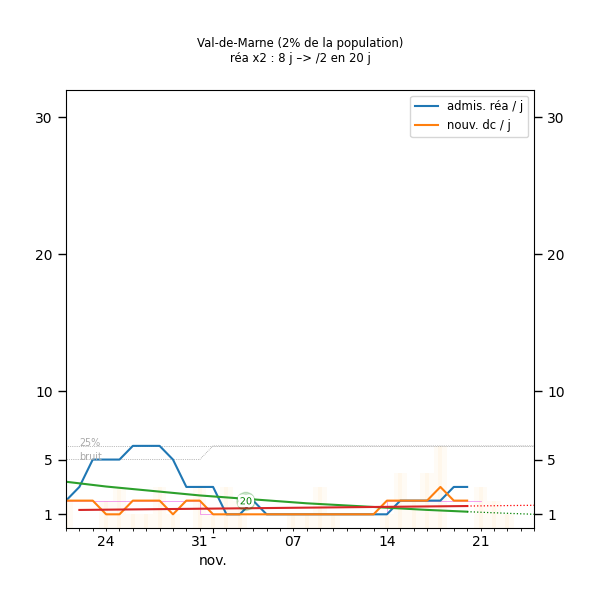 Val-de-Marne (2% de la population)
réa x2 : 8 j –> /2 en 20 j
admis. réa / j
nouv. dc / j
30 30
20 20
10 10
25%
bruit
5 5
20
1 1
24 31 07 14 21
nov.